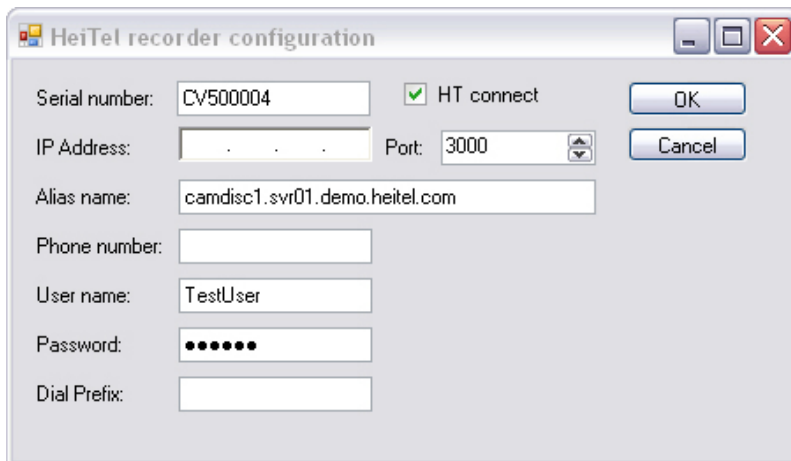 HeiTel recorder configuration
Serial number: CV500004 HT connect OK
IP Address: . . . Port: 3000 Cancel
Alias name: camdisc1.svr01.demo.heitel.com
Phone number:
User name: TestUser
Password: ••••••
Dial Prefix: